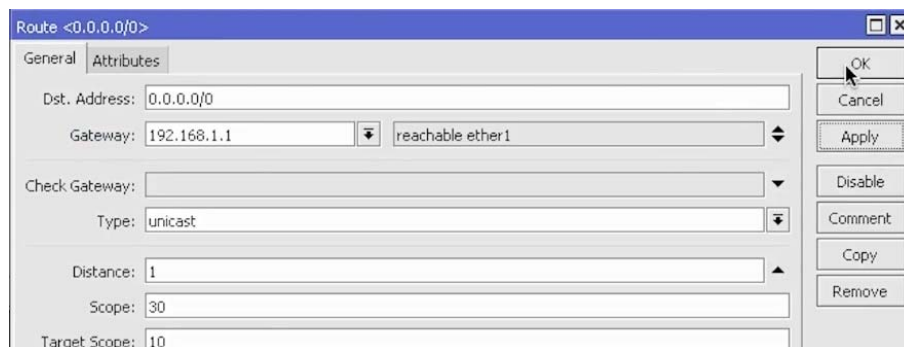 Route <0.0.0.0/0>
General Attributes
OK
Dst. Address: 0.0.0.0/0
Cancel
Gateway: 192.168.1.1 reachable ether1
Apply
Check Gateway:
Disable
Type: unicast
Comment
Copy
Distance: 1
Remove
Scope: 30
Target Scope: 10